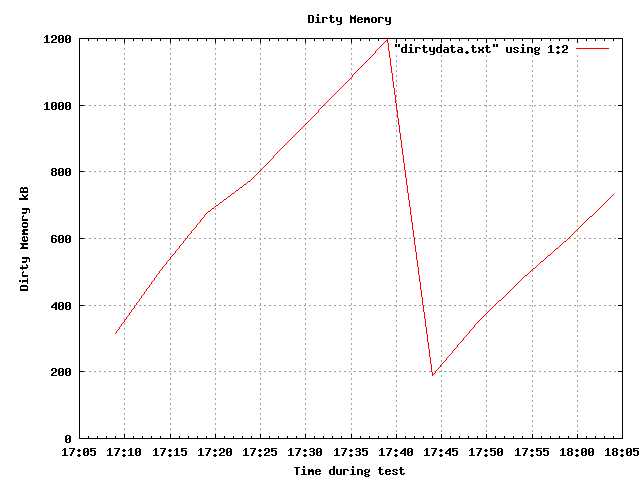 Dirty Memory
"dirtydata.txt" using 1:2
1200
1000
800
600
400
200
0
Dirty Memory kB
17:05 17:10 17:15 17:20 17:25 17:30 17:35 17:40 17:45 17:50 17:55 18:00 18:05
Time during test